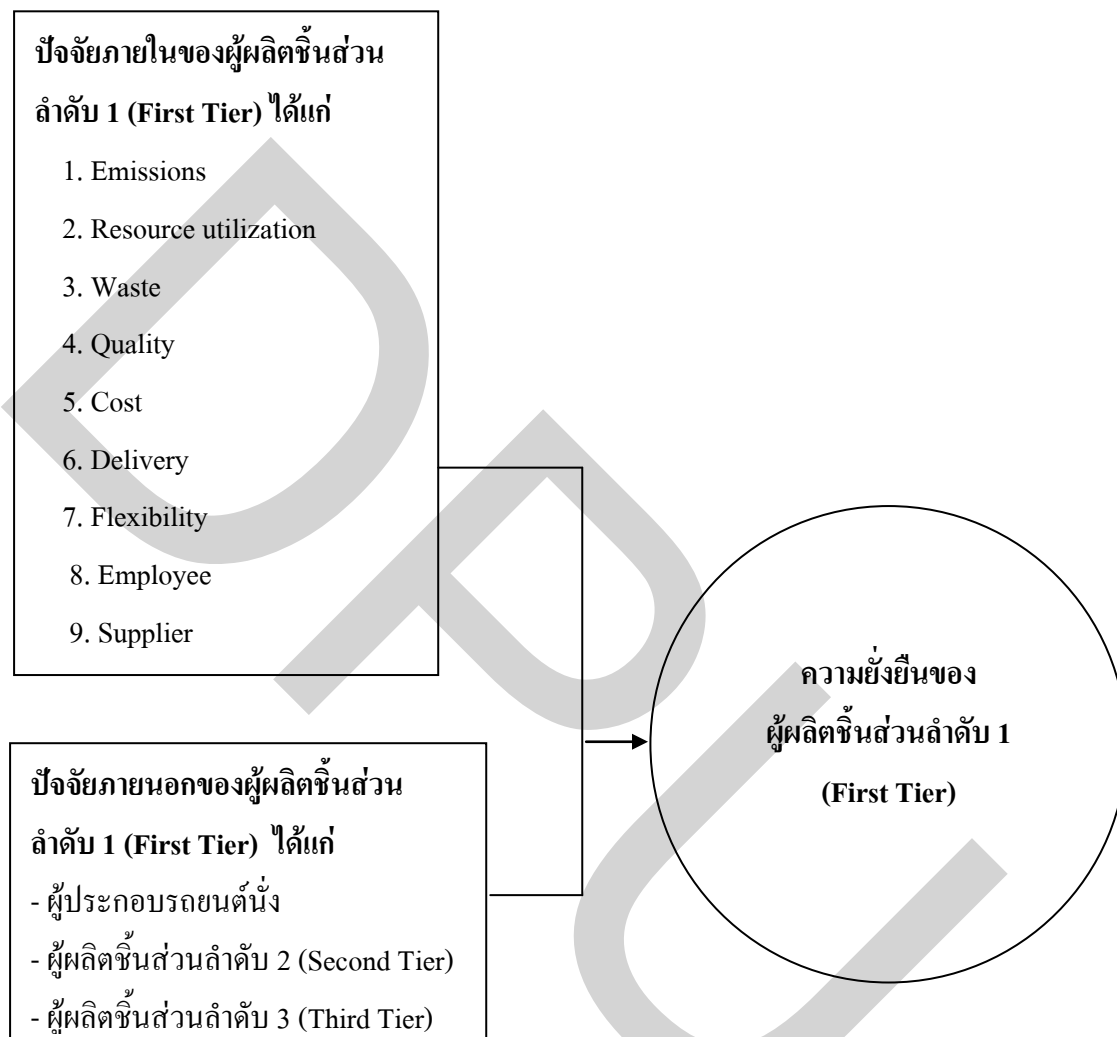 ปัจจัยภายในของผู้ผลิตชิ้นส่วน
ลำดับ 1 (First Tier) ได้แก่
1. Emissions
2. Resource utilization
3. Waste
4. Quality
5. Cost
6. Delivery
7. Flexibility
8. Employee
9. Supplier
ปัจจัยภายนอกของผู้ผลิตชิ้นส่วน
ลำดับ 1 (First Tier) ได้แก่
- ผู้ประกอบรถยนต์นั่ง
- ผู้ผลิตชิ้นส่วนลำดับ 2 (Second Tier)
- ผู้ผลิตชิ้นส่วนลำดับ 3 (Third Tier)
ความยั่งยืนของ
ผู้ผลิตชิ้นส่วนลำดับ 1
(First Tier)
DPU